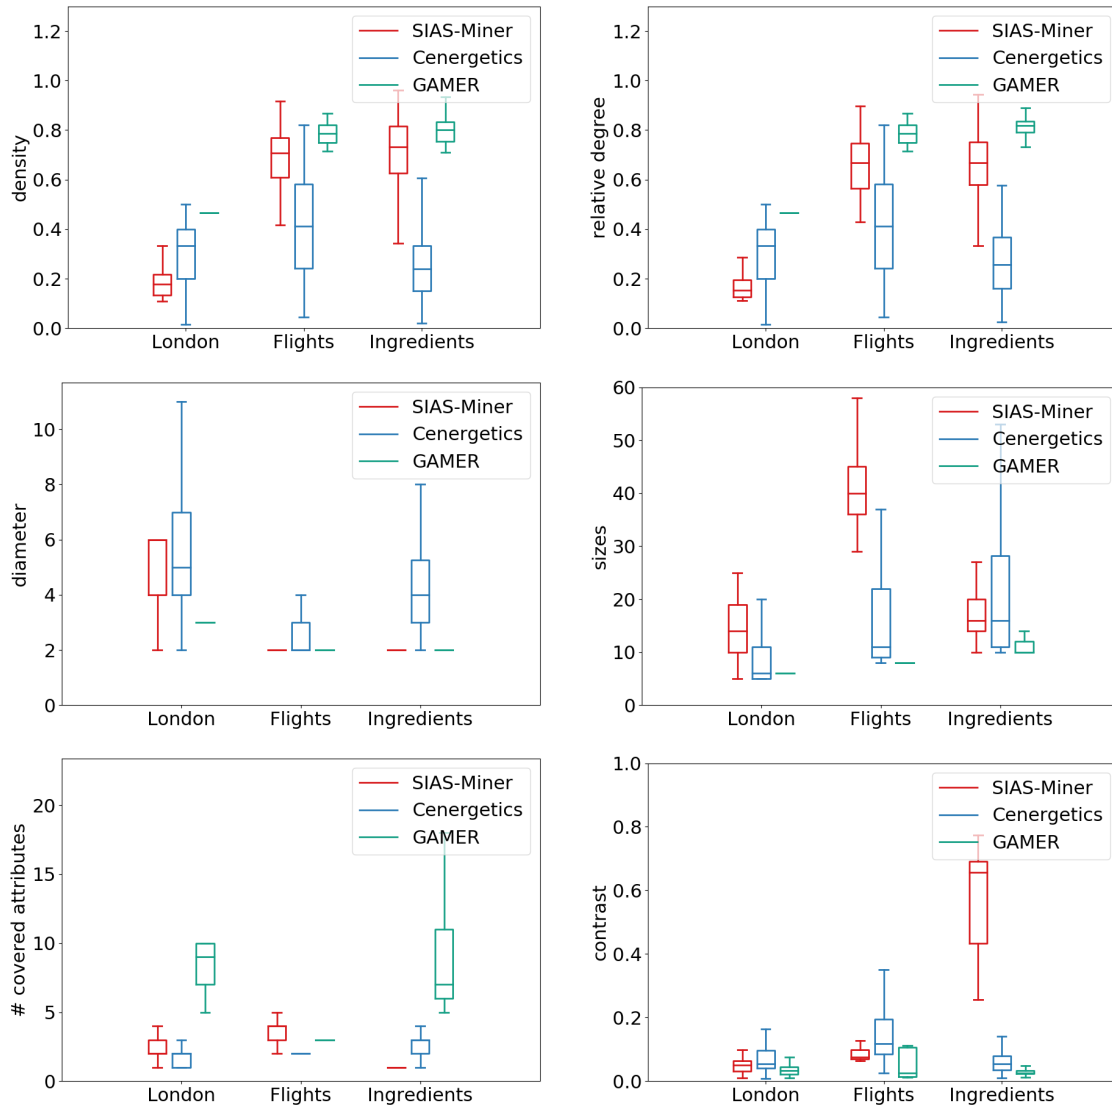 density
1.2
1.0
0.8
0.6
0.4
0.2
0.0
London Flights Ingredients
SIAS-Miner
Cenergetics
GAMER
relative degree
1.2
1.0
0.8
0.6
0.4
0.2
0.0
London Flights Ingredients
SIAS-Miner
Cenergetics
GAMER
diameter
10
8
6
4
2
0
London Flights Ingredients
SIAS-Miner
Cenergetics
GAMER
sizes
60
50
40
30
20
10
0
London Flights Ingredients
SIAS-Miner
Cenergetics
GAMER
# covered attributes
20
15
10
5
0
London Flights Ingredients
SIAS-Miner
Cenergetics
GAMER
contrast
1.0
0.8
0.6
0.4
0.2
0.0
London Flights Ingredients
SIAS-Miner
Cenergetics
GAMER